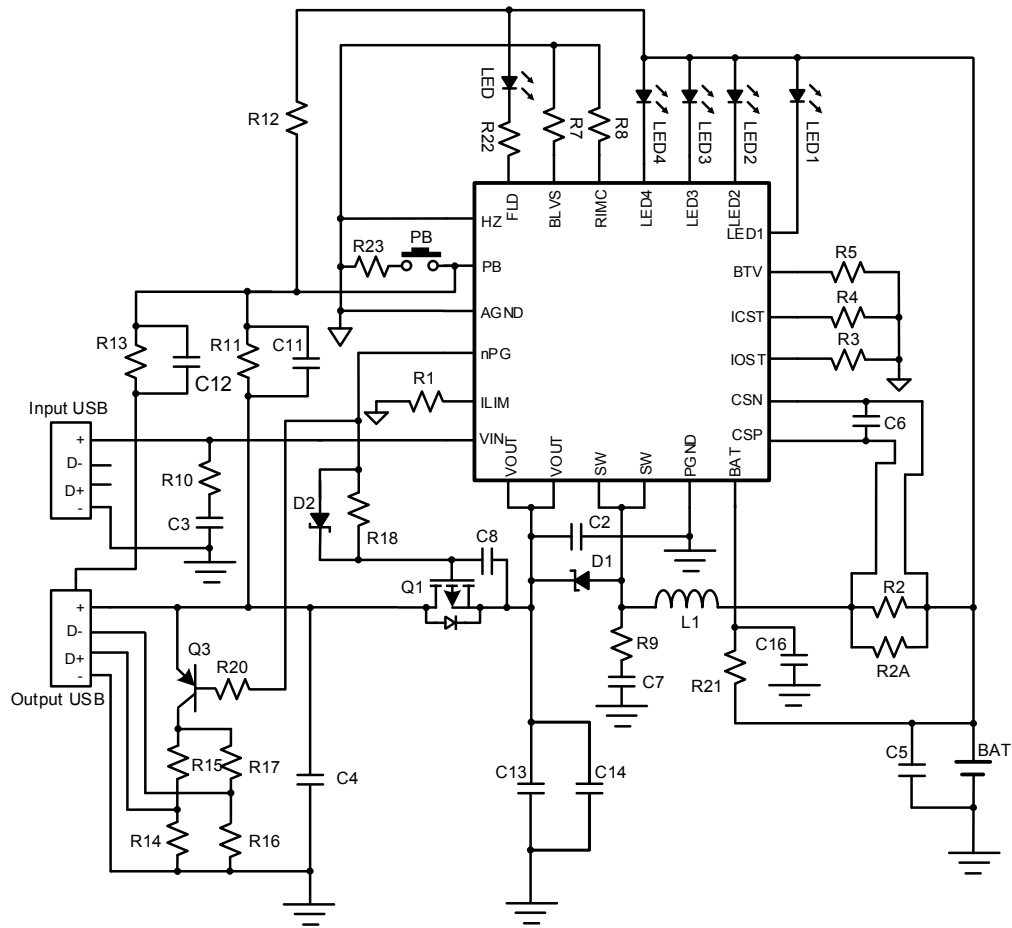 R12
LED
R22
R7
R8
LED4
LED3
LED2
LED1
FLD
BLVS
RIMC
LED4
LED3
LED2
LED1
HZ
R23
PB
PB
BTV
R5
ICST
R4
IOST
R3
AGND
nPG
R13
C12
R11
C11
R1
ILIM
CSN
C6
CSP
Input USB
+
D-
D+
-
VIN
VOUT
VOUT
SW
SW
PGND
BAT
R10
C3
D2
R18
C8
C2
D1
Q1
L1
R2
R2A
+
D-
D+
-
Output USB
Q3
R20
R9
C7
R21
C16
R15
R17
R14
R16
C4
C13
C14
C5
BAT